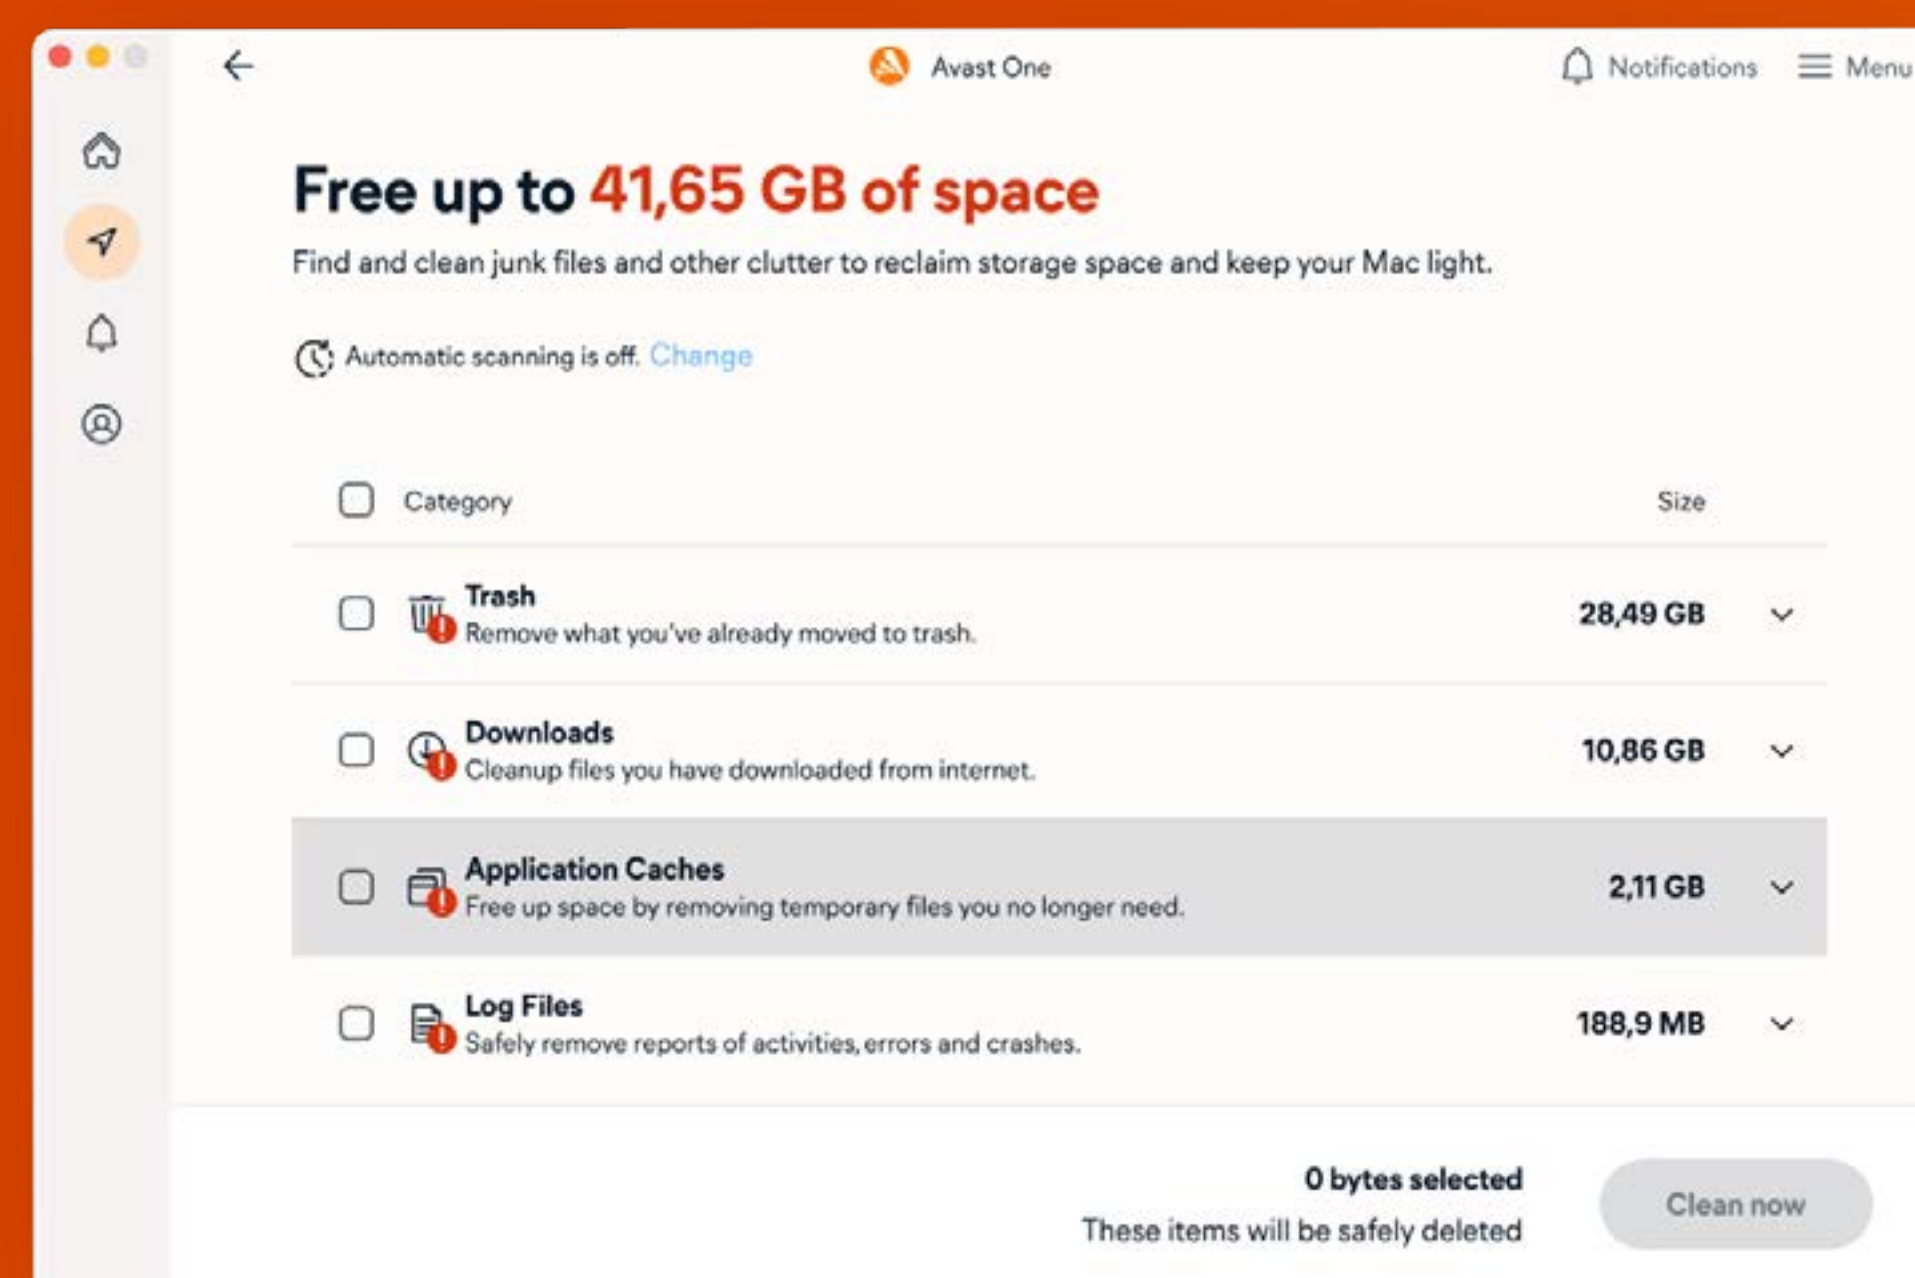 Avast One
Notifications
Menu
Free up to 41,65 GB of space
Find and clean junk files and other clutter to reclaim storage space and keep your Mac light.
Automatic scanning is off. Change
Category Size
Trash
Remove what you've already moved to trash.
28,49 GB
Downloads
Cleanup files you have downloaded from internet.
10,86 GB
Application Caches
Free up space by removing temporary files you no longer need.
2,11 GB
Log Files
Safely remove reports of activities, errors and crashes.
188,9 MB
0 bytes selected
These items will be safely deleted
Clean now